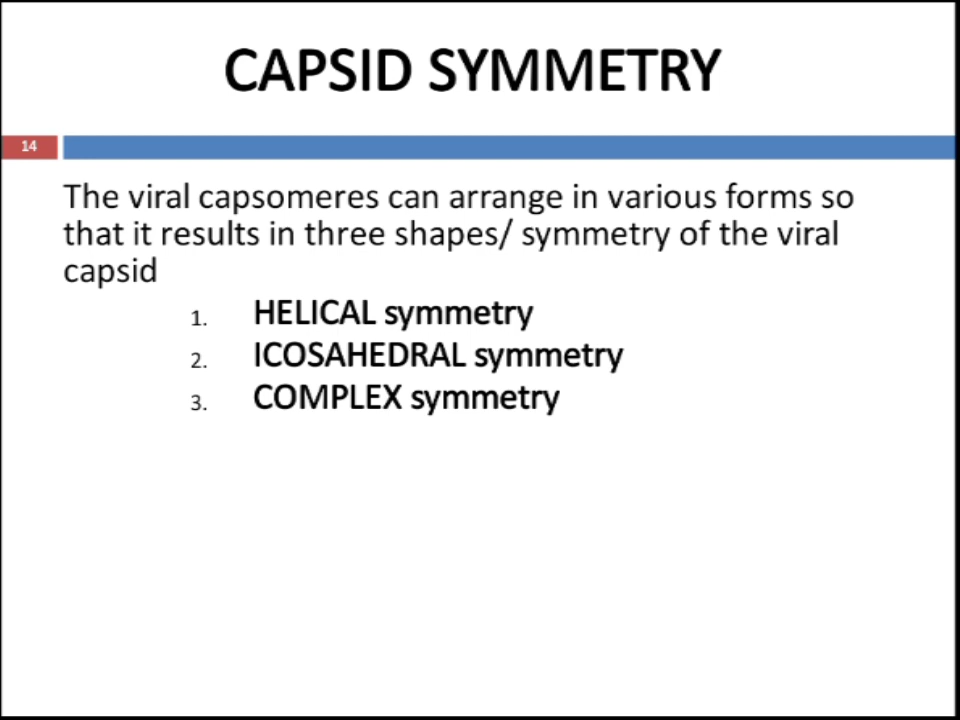 CAPSID SYMMETRY
14
The viral capsomeres can arrange in various forms so
that it results in three shapes/ symmetry of the viral
capsid
1. HELICAL symmetry
2. ICOSAHEDRAL symmetry
3. COMPLEX symmetry